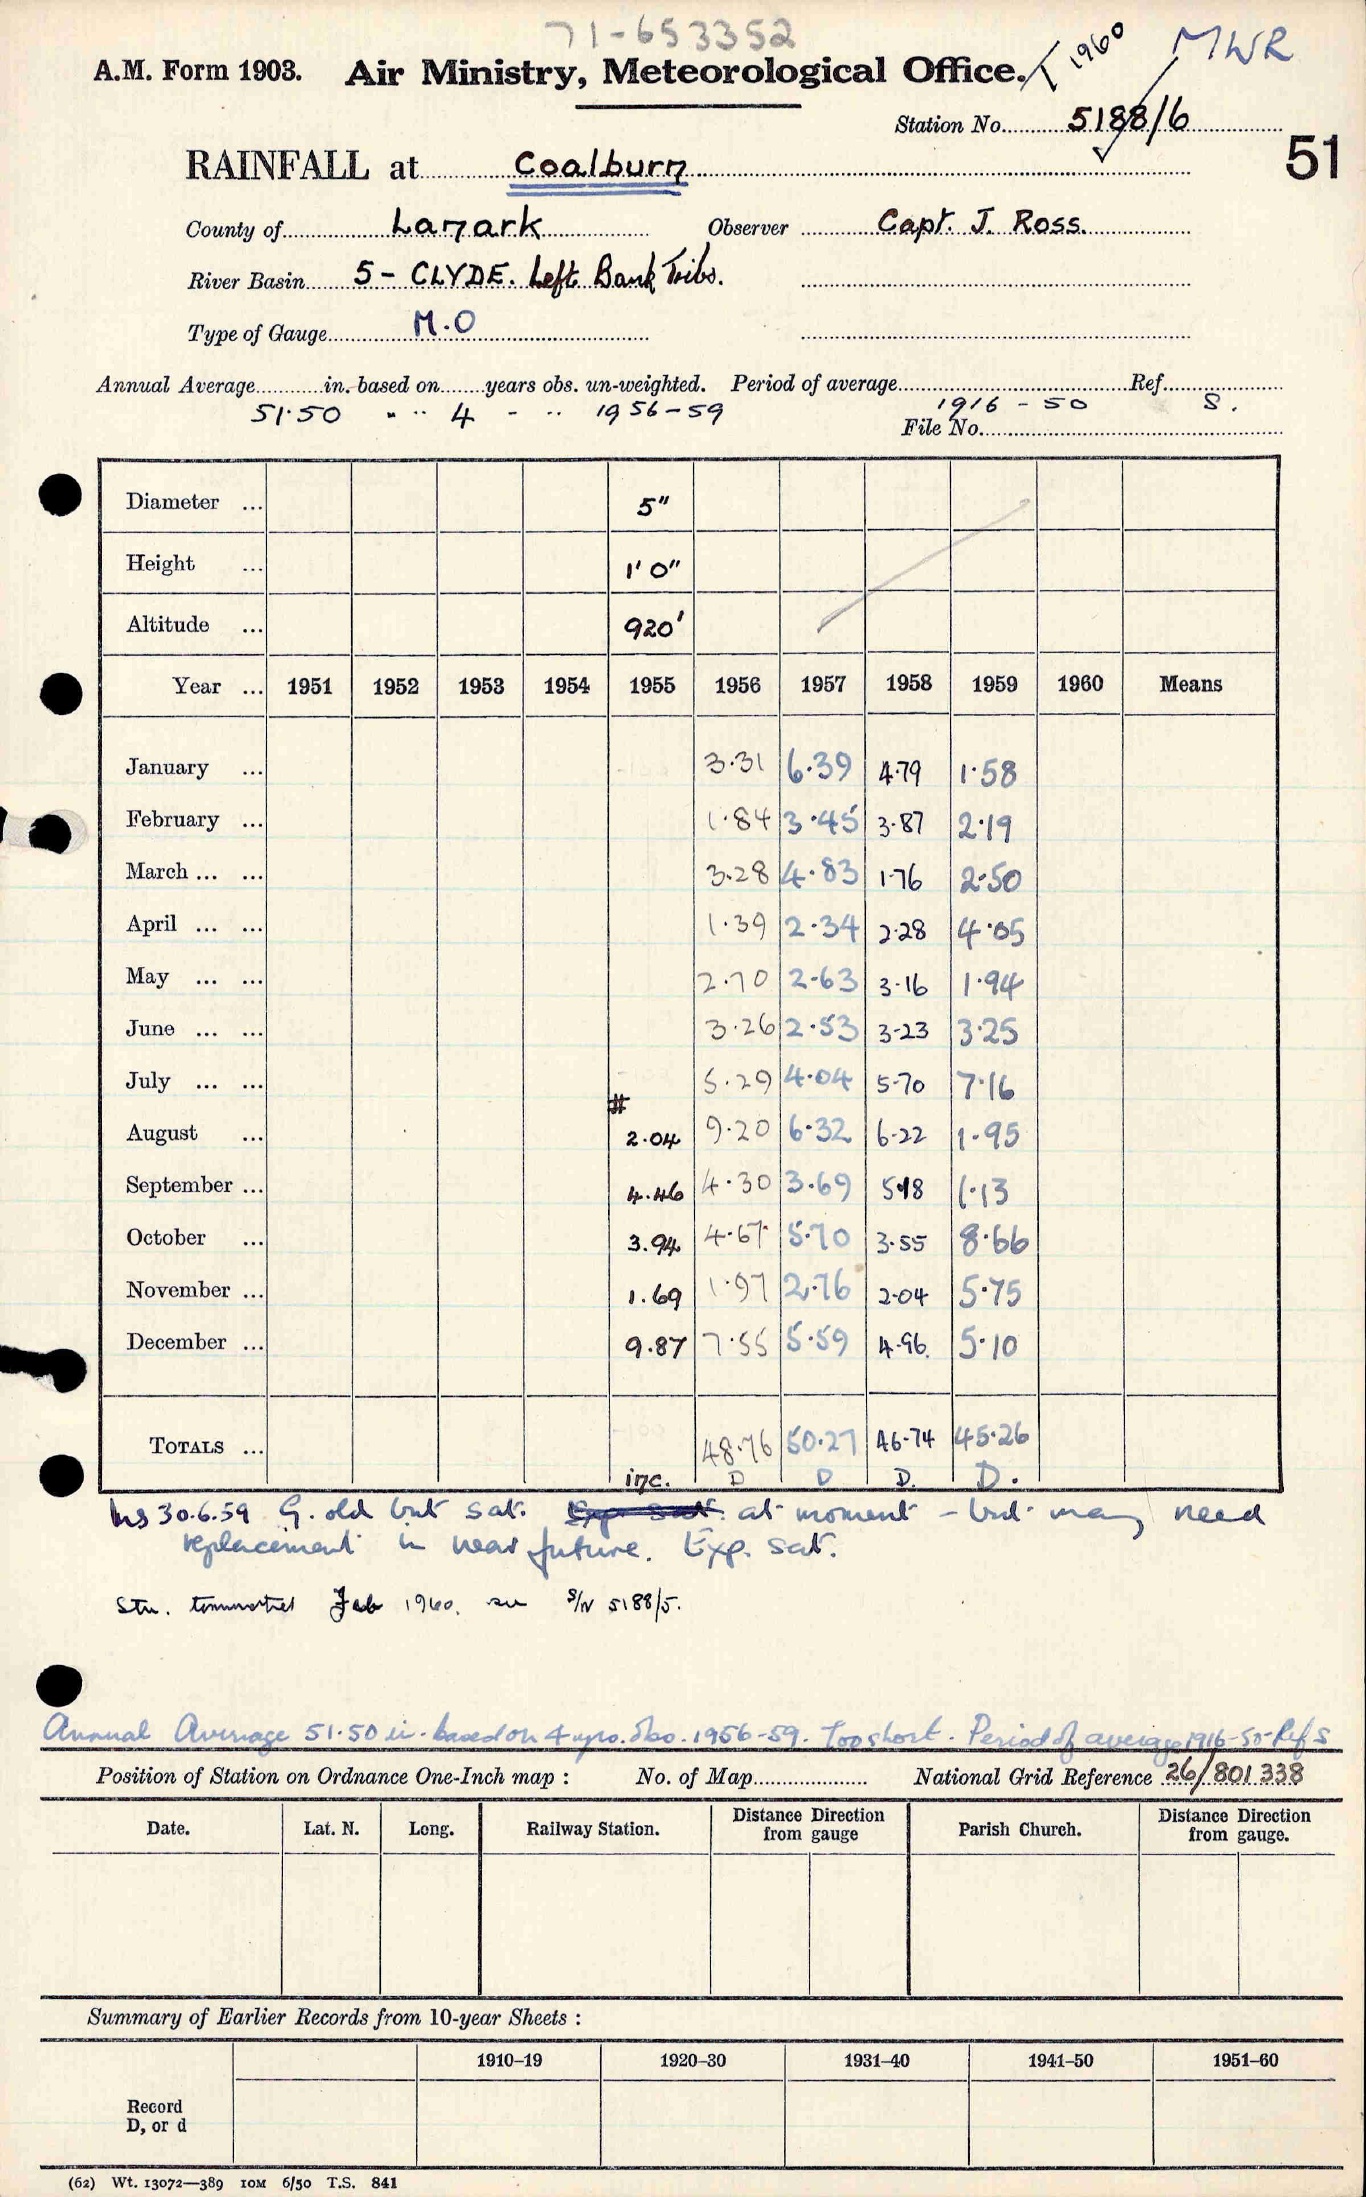 71-653352
A.M. Form 1903. Air Ministry, Meteorological Office. T 1960 MWR
Station No. 5188/6
51
RAINFALL at Coalburn
County of Lanark Observer Capt. J. Ross.
River Basin 5 - CLYDE. Left Bank Tribs.
Type of Gauge M.O
Annual Average in. based on years obs. un-weighted. Period of average Ref.
51·50 " " 4 - " 1956-59 1916 - 50 S.
File No.
Diameter ... 5"
Height ... 1' 0"
Altitude ... 920'
Year ... 1951 1952 1953 1954 1955 1956 1957 1958 1959 1960 Means
January ... 3·31 6·39 4·79 1·58
February ... 1·84 3·45 3·87 2·19
March ... ... 3·28 4·83 1·76 2·50
April ... ... 1·39 2·34 2·28 4·05
May ... ... 2·70 2·63 3·16 1·94
June ... ... 3·26 2·53 3·23 3·25
July ... ... 5·29 4·04 5·70 7·16
#
August ... 2·04 9·20 6·32 6·22 1·95
September ... 4·46 4·30 3·69 5·18 1·13
October ... 3·94 4·67 5·70 3·55 8·66
November ... 1·69 1·97 2·76 2·04 5·75
December ... 9·87 7·55 5·59 4·96 5·10
TOTALS ... 48·76 50·27 46·74 45·26
inc. D D D. D.
Ins 30.6.59 G. old but sat. Exp. sat. at moment - but may need
replacement in near future. Exp. sat.
Stn. terminated Feb 1960. see S/N 5188/5.
Annual Average 51·50 in. based on 4 yrs. obs. 1956-59. Too short. Period of average 1916-50 - Ref S
Position of Station on Ordnance One-Inch map : No. of Map National Grid Reference 26/801 338
Date. Lat. N. Long. Railway Station. Distance Direction from gauge Parish Church. Distance Direction from gauge.
Summary of Earlier Records from 10-year Sheets :
1910–19 1920–30 1931–40 1941–50 1951–60
Record
D, or d
(62) Wt. 13072—389 10M 6/50 T.S. 841